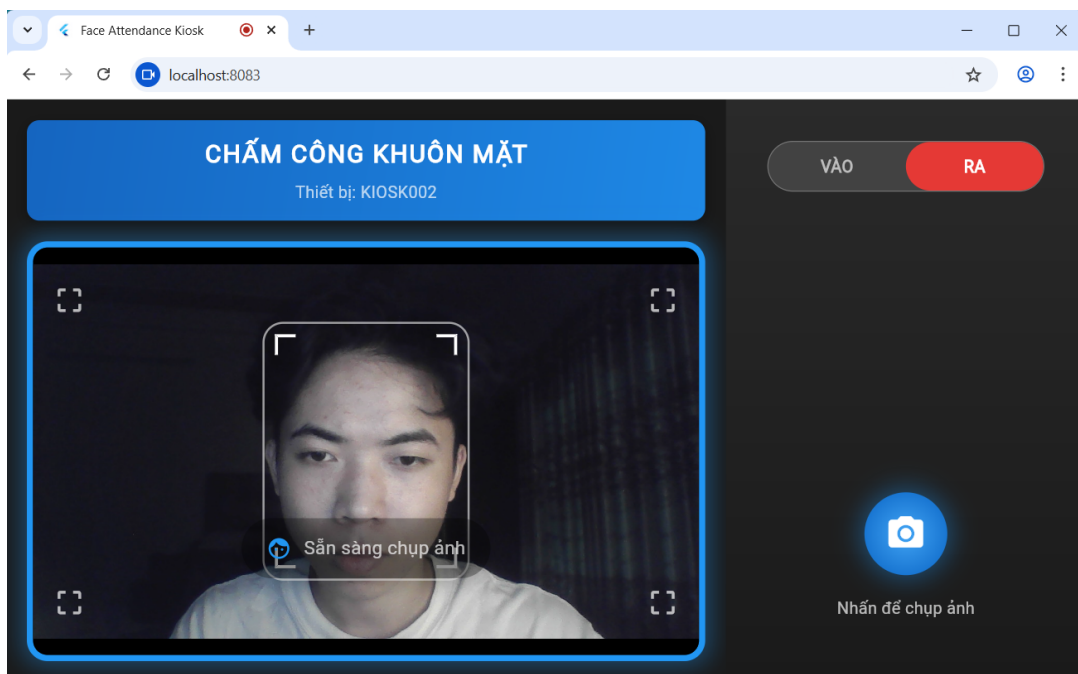 Face Attendance Kiosk
localhost:8083
CHẤM CÔNG KHUÔN MẶT
Thiết bị: KIOSK002
VÀO
RA
Sẵn sàng chụp ảnh
Nhấn để chụp ảnh